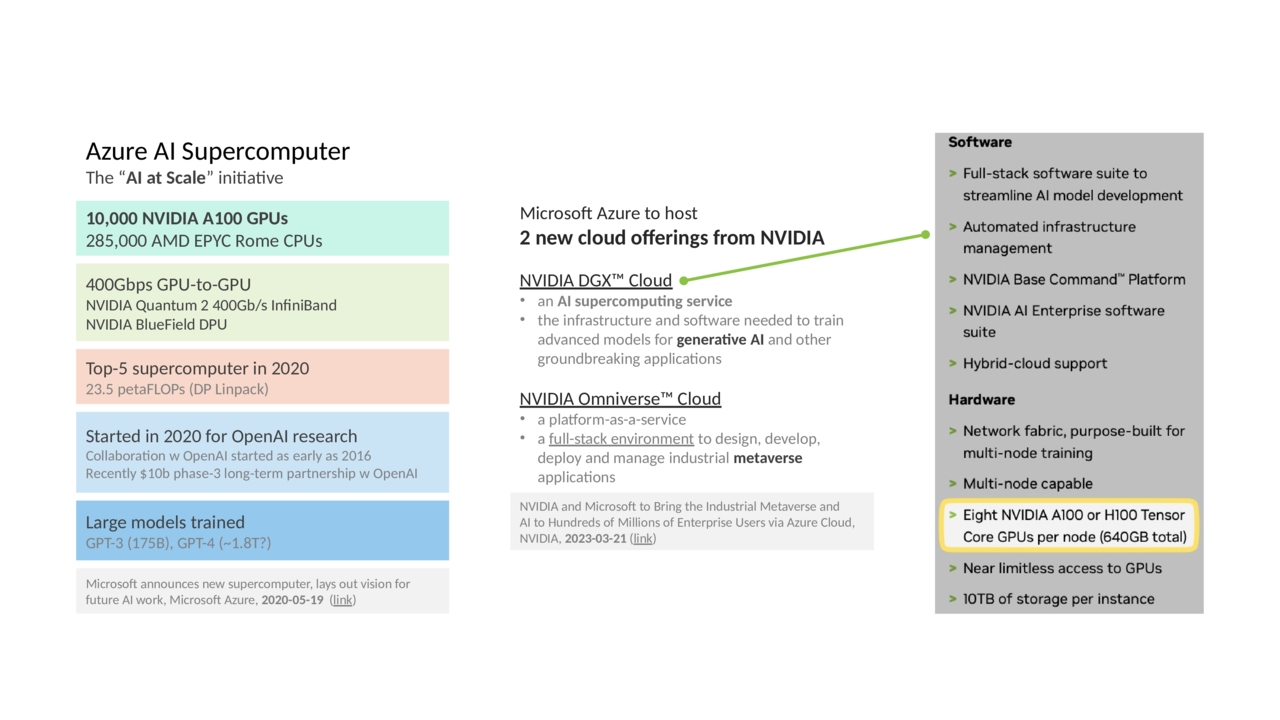 Azure AI Supercomputer
The “AI at Scale” initiative
10,000 NVIDIA A100 GPUs
285,000 AMD EPYC Rome CPUs
400Gbps GPU-to-GPU
NVIDIA Quantum 2 400Gb/s InfiniBand
NVIDIA BlueField DPU
Top-5 supercomputer in 2020
23.5 petaFLOPs (DP Linpack)
Started in 2020 for OpenAI research
Collaboration w OpenAI started as early as 2016
Recently $10b phase-3 long-term partnership w OpenAI
Large models trained
GPT-3 (175B), GPT-4 (~1.8T?)
Microsoft announces new supercomputer, lays out vision for
future AI work, Microsoft Azure, 2020-05-19 (link)
Microsoft Azure to host
2 new cloud offerings from NVIDIA
NVIDIA DGX™ Cloud
• an AI supercomputing service
• the infrastructure and software needed to train
advanced models for generative AI and other
groundbreaking applications
NVIDIA Omniverse™ Cloud
• a platform-as-a-service
• a full-stack environment to design, develop,
deploy and manage industrial metaverse
applications
NVIDIA and Microsoft to Bring the Industrial Metaverse and
AI to Hundreds of Millions of Enterprise Users via Azure Cloud,
NVIDIA, 2023-03-21 (link)
Software
> Full-stack software suite to
streamline AI model development
> Automated infrastructure
management
> NVIDIA Base Command™ Platform
> NVIDIA AI Enterprise software
suite
> Hybrid-cloud support
Hardware
> Network fabric, purpose-built for
multi-node training
> Multi-node capable
> Eight NVIDIA A100 or H100 Tensor
Core GPUs per node (640GB total)
> Near limitless access to GPUs
> 10TB of storage per instance